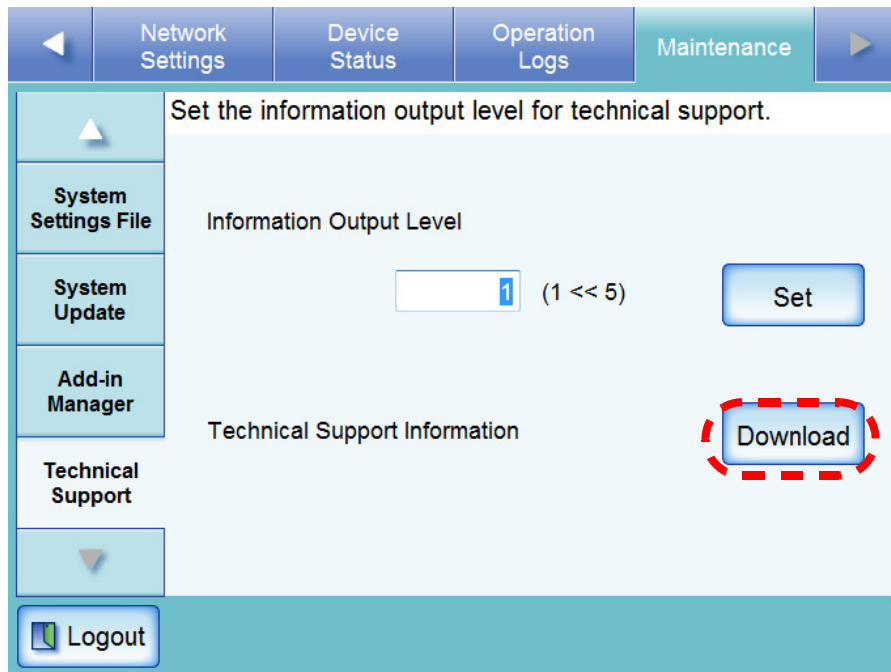 Network
Settings
Device
Status
Operation
Logs
Maintenance
Set the information output level for technical support.
System
Settings File
System
Update
Add-in
Manager
Technical
Support
Information Output Level
1 (1 << 5)
Set
Technical Support Information
Download
Logout